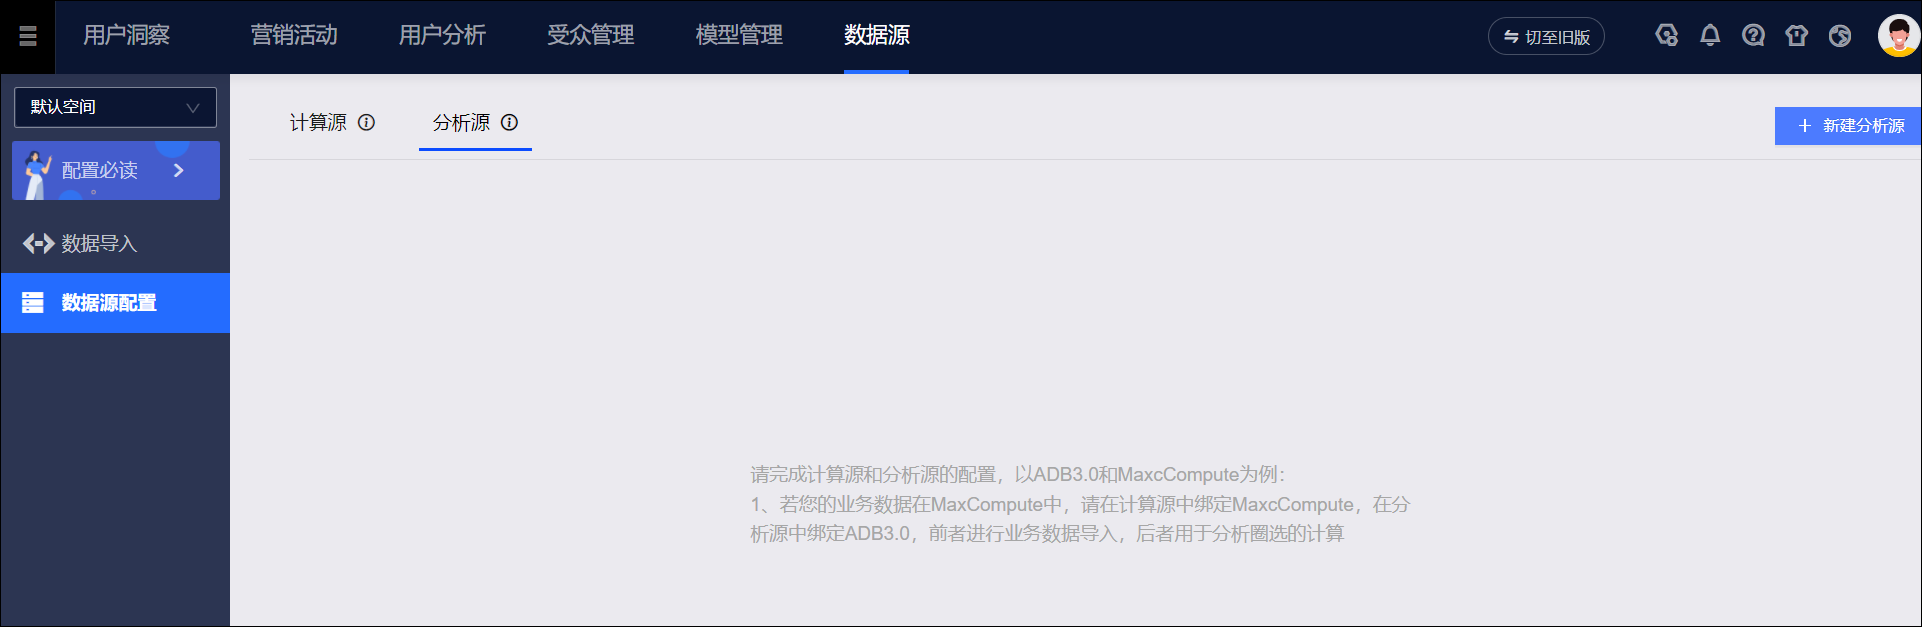 用户洞察
营销活动
用户分析
受众管理
模型管理
数据源
切至旧版
默认空间
配置必读
数据导入
数据源配置
计算源
分析源
+ 新建分析源
请完成计算源和分析源的配置，以ADB3.0和MaxcCompute为例：
1、若您的业务数据在MaxCompute中，请在计算源中绑定MaxcCompute，在分
析源中绑定ADB3.0，前者进行业务数据导入，后者用于分析圈选的计算